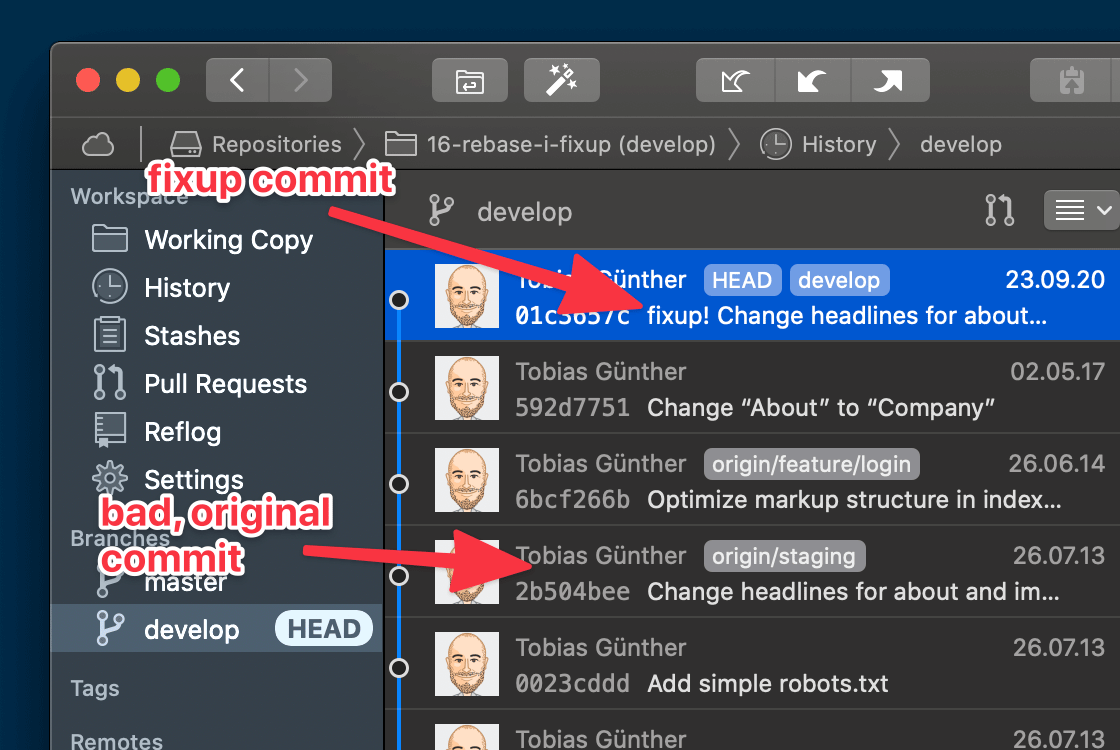 Repositories
16-rebase-i-fixup (develop)
History
develop
fixup commit
Workspace
Working Copy
History
Stashes
Pull Requests
Reflog
Settings
bad, original
commit
Branches
master
develop HEAD
Tags
Remotes
develop
Tobias Günther HEAD develop 23.09.20
01c3657c fixup! Change headlines for about...
Tobias Günther 02.05.17
592d7751 Change “About” to “Company”
Tobias Günther origin/feature/login 26.06.14
6bcf266b Optimize markup structure in index...
Tobias Günther origin/staging 26.07.13
2b504bee Change headlines for about and im...
Tobias Günther 26.07.13
0023cddd Add simple robots.txt
Tobias Günther 26.07.13